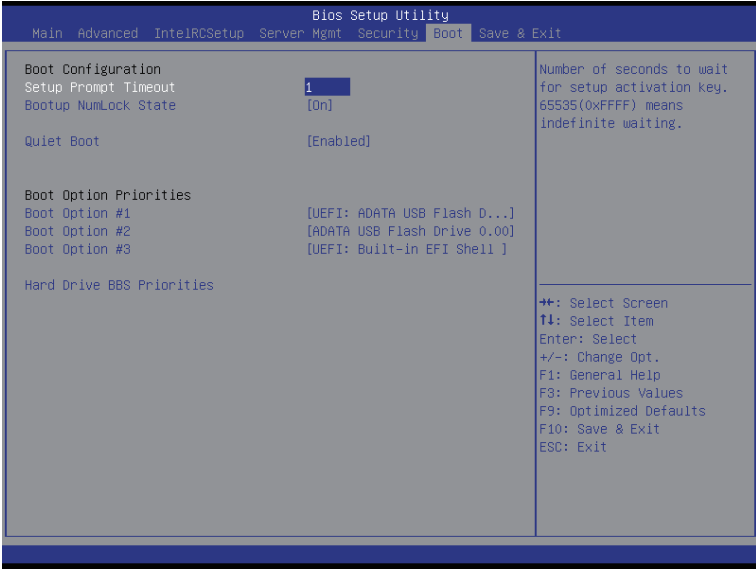 Bios Setup Utility
Main Advanced IntelRCSetup Server Mgmt Security Boot Save & Exit
Boot Configuration
Setup Prompt Timeout 1
Bootup NumLock State [On]
Quiet Boot [Enabled]
Boot Option Priorities
Boot Option #1 [UEFI: ADATA USB Flash D...]
Boot Option #2 [ADATA USB Flash Drive 0.00]
Boot Option #3 [UEFI: Built-in EFI Shell ]
Hard Drive BBS Priorities
Number of seconds to wait
for setup activation key.
65535(0xFFFF) means
indefinite waiting.
→←: Select Screen
↑↓: Select Item
Enter: Select
+/-: Change Opt.
F1: General Help
F3: Previous Values
F9: Optimized Defaults
F10: Save & Exit
ESC: Exit